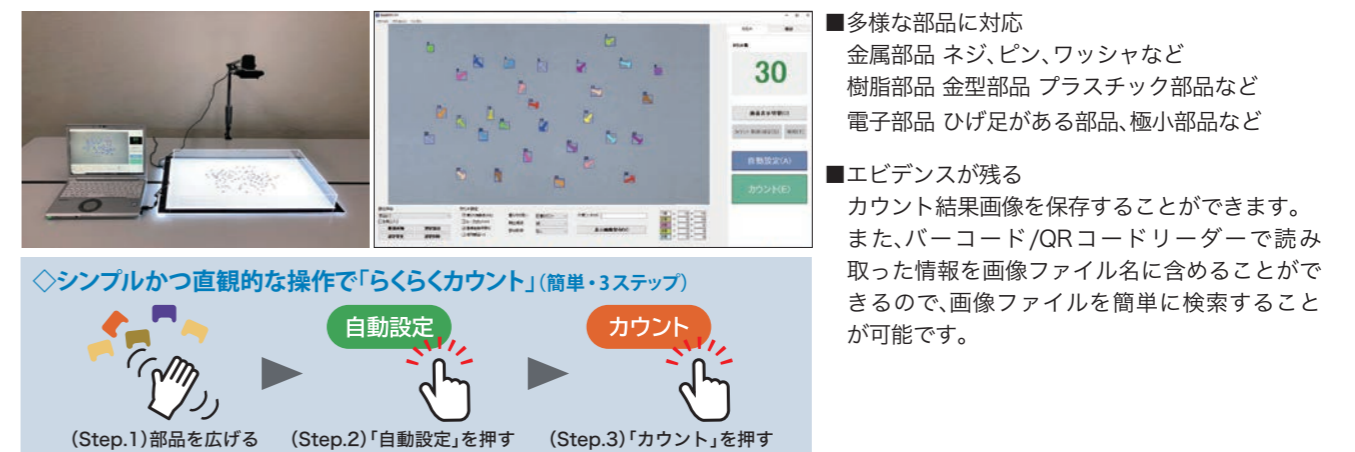 30
自動設定(A)
カウント(E)
■多様な部品に対応
金属部品 ネジ、ピン、ワッシャなど
樹脂部品 金型部品 プラスチック部品など
電子部品 ひげ足がある部品、極小部品など
■エビデンスが残る
カウント結果画像を保存することができます。
また、バーコード/QRコードリーダーで読み
取った情報を画像ファイル名に含めることがで
きるので、画像ファイルを簡単に検索すること
が可能です。
◇シンプルかつ直観的な操作で「らくらくカウント」(簡単・3ステップ)
自動設定
カウント
(Step.1)部品を広げる
(Step.2)「自動設定」を押す
(Step.3)「カウント」を押す